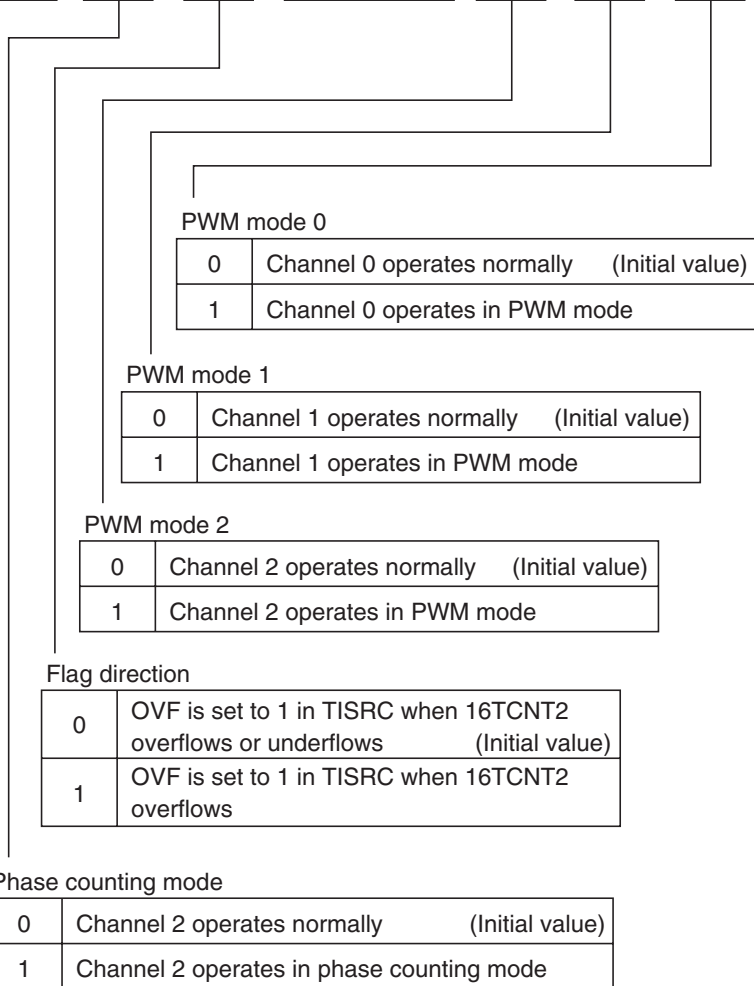 PWM mode 0
0 Channel 0 operates normally (Initial value)
1 Channel 0 operates in PWM mode
PWM mode 1
0 Channel 1 operates normally (Initial value)
1 Channel 1 operates in PWM mode
PWM mode 2
0 Channel 2 operates normally (Initial value)
1 Channel 2 operates in PWM mode
Flag direction
0 OVF is set to 1 in TISRC when 16TCNT2
overflows or underflows (Initial value)
1 OVF is set to 1 in TISRC when 16TCNT2
overflows
Phase counting mode
0 Channel 2 operates normally (Initial value)
1 Channel 2 operates in phase counting mode